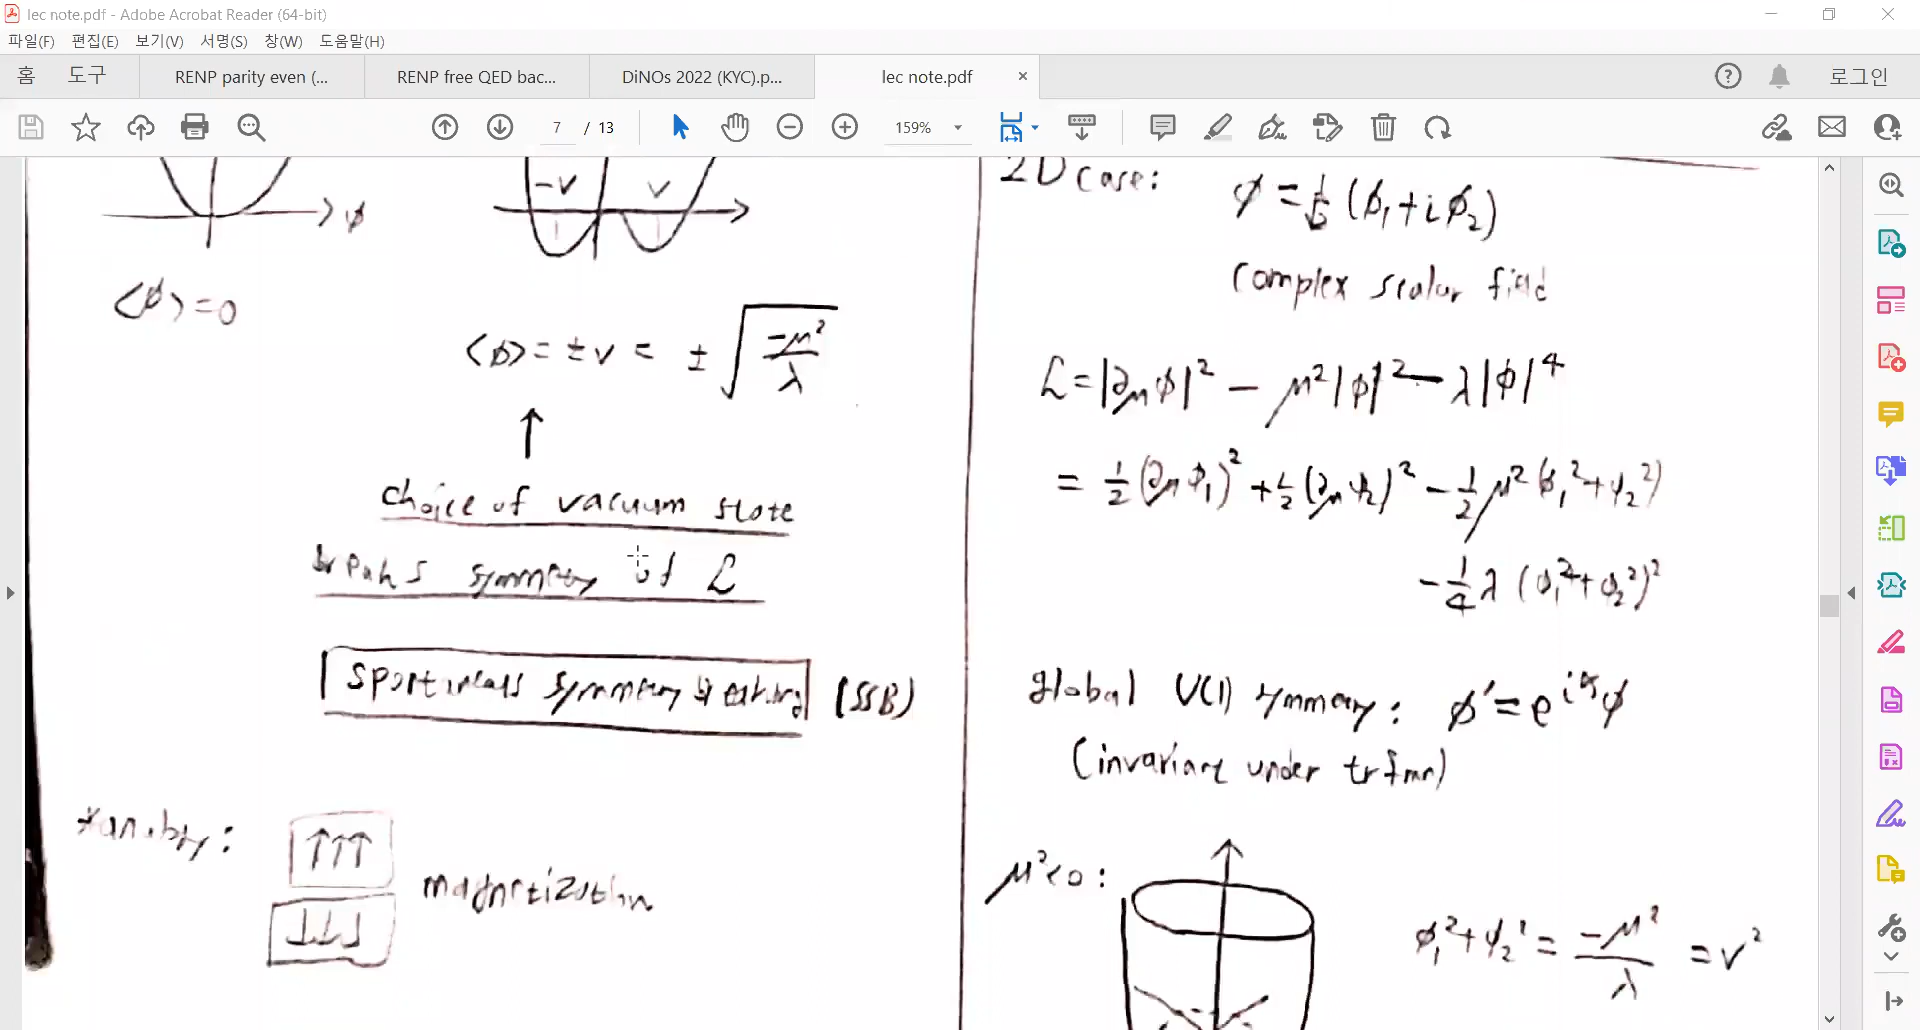 lec note.pdf - Adobe Acrobat Reader (64-bit)
파일(F) 편집(E) 보기(V) 서명(S) 창(W) 도움말(H)
홈 도구 RENP parity even (... RENP free QED bac... DiNOs 2022 (KYC).p... lec note.pdf × 로그인
7 / 13 159%
-v v
φ
<φ>=0
<φ> = ±v = ± √(-μ²/λ)
↑
choice of vacuum state
breaks symmetry of L
symmetry breaking (SSB)
↑↑↑
magnetization
2D case: φ = 1/√2 (φ₁+iφ₂)
complex scalar field
L = |∂μφ|² - μ²|φ|² - λ|φ|⁴
= 1/2 (∂μφ₁)² + 1/2 (∂μφ₂)² - 1/2 μ² (φ₁²+φ₂²)
- 1/4 λ (φ₁²+φ₂²)²
global U(1) symmetry: φ' = e^{iα}φ
(invariant under trfmn)
μ²<0:
φ₁²+φ₂² = -μ²/λ = v²